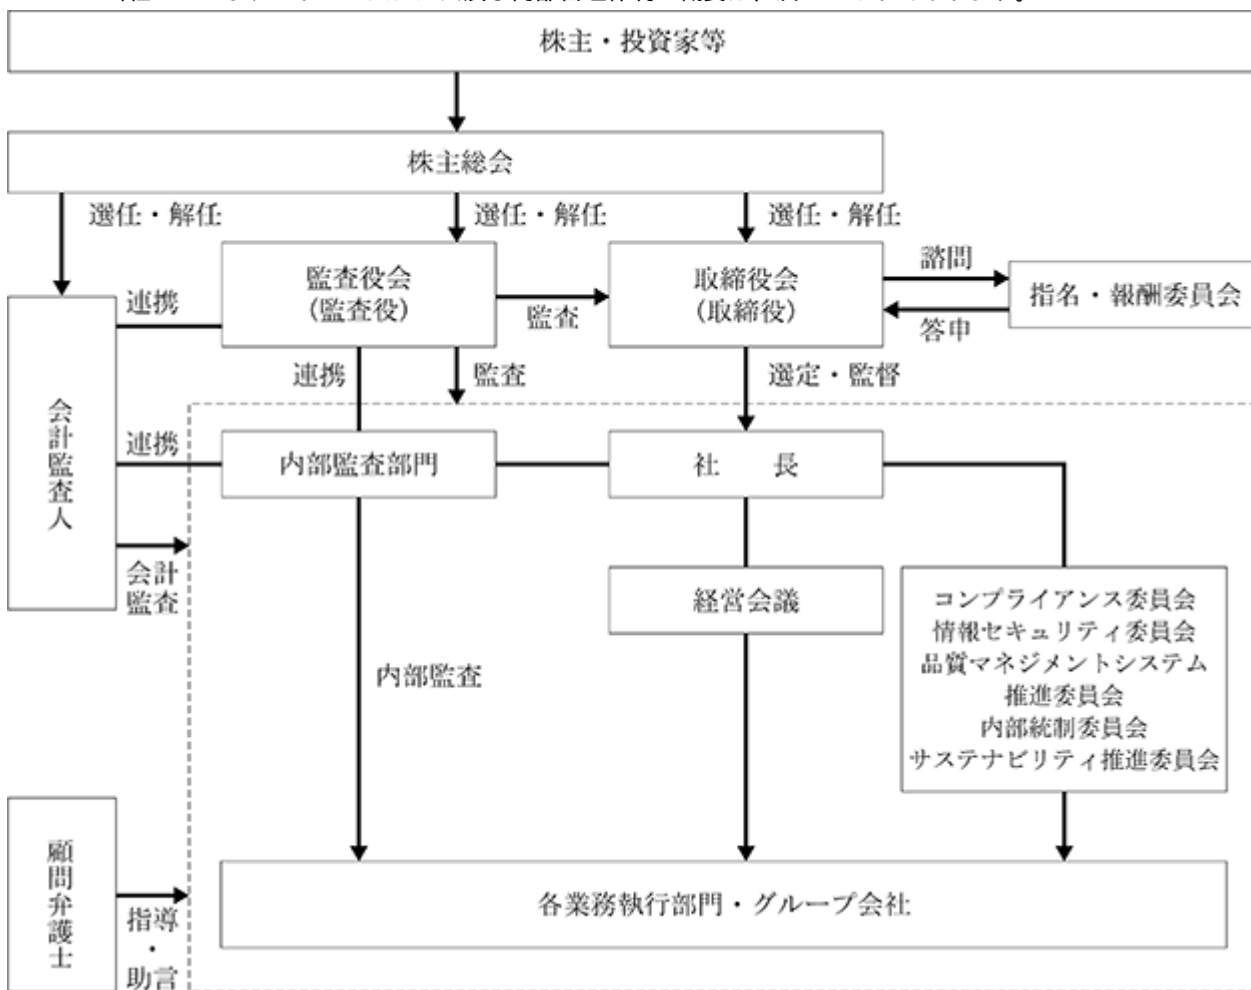 株主・投資家等
株主総会
選任・解任
選任・解任
選任・解任
監査役会
(監査役)
取締役会
(取締役)
諮問
答申
指名・報酬委員会
連携
監査
連携
監査
選定・監督
会計監査人
連携
内部監査部門
社 長
会計
監査
経営会議
コンプライアンス委員会
情報セキュリティ委員会
品質マネジメントシステム
推進委員会
内部統制委員会
サステナビリティ推進委員会
内部監査
顧問弁護士
指導
・
助言
各業務執行部門・グループ会社